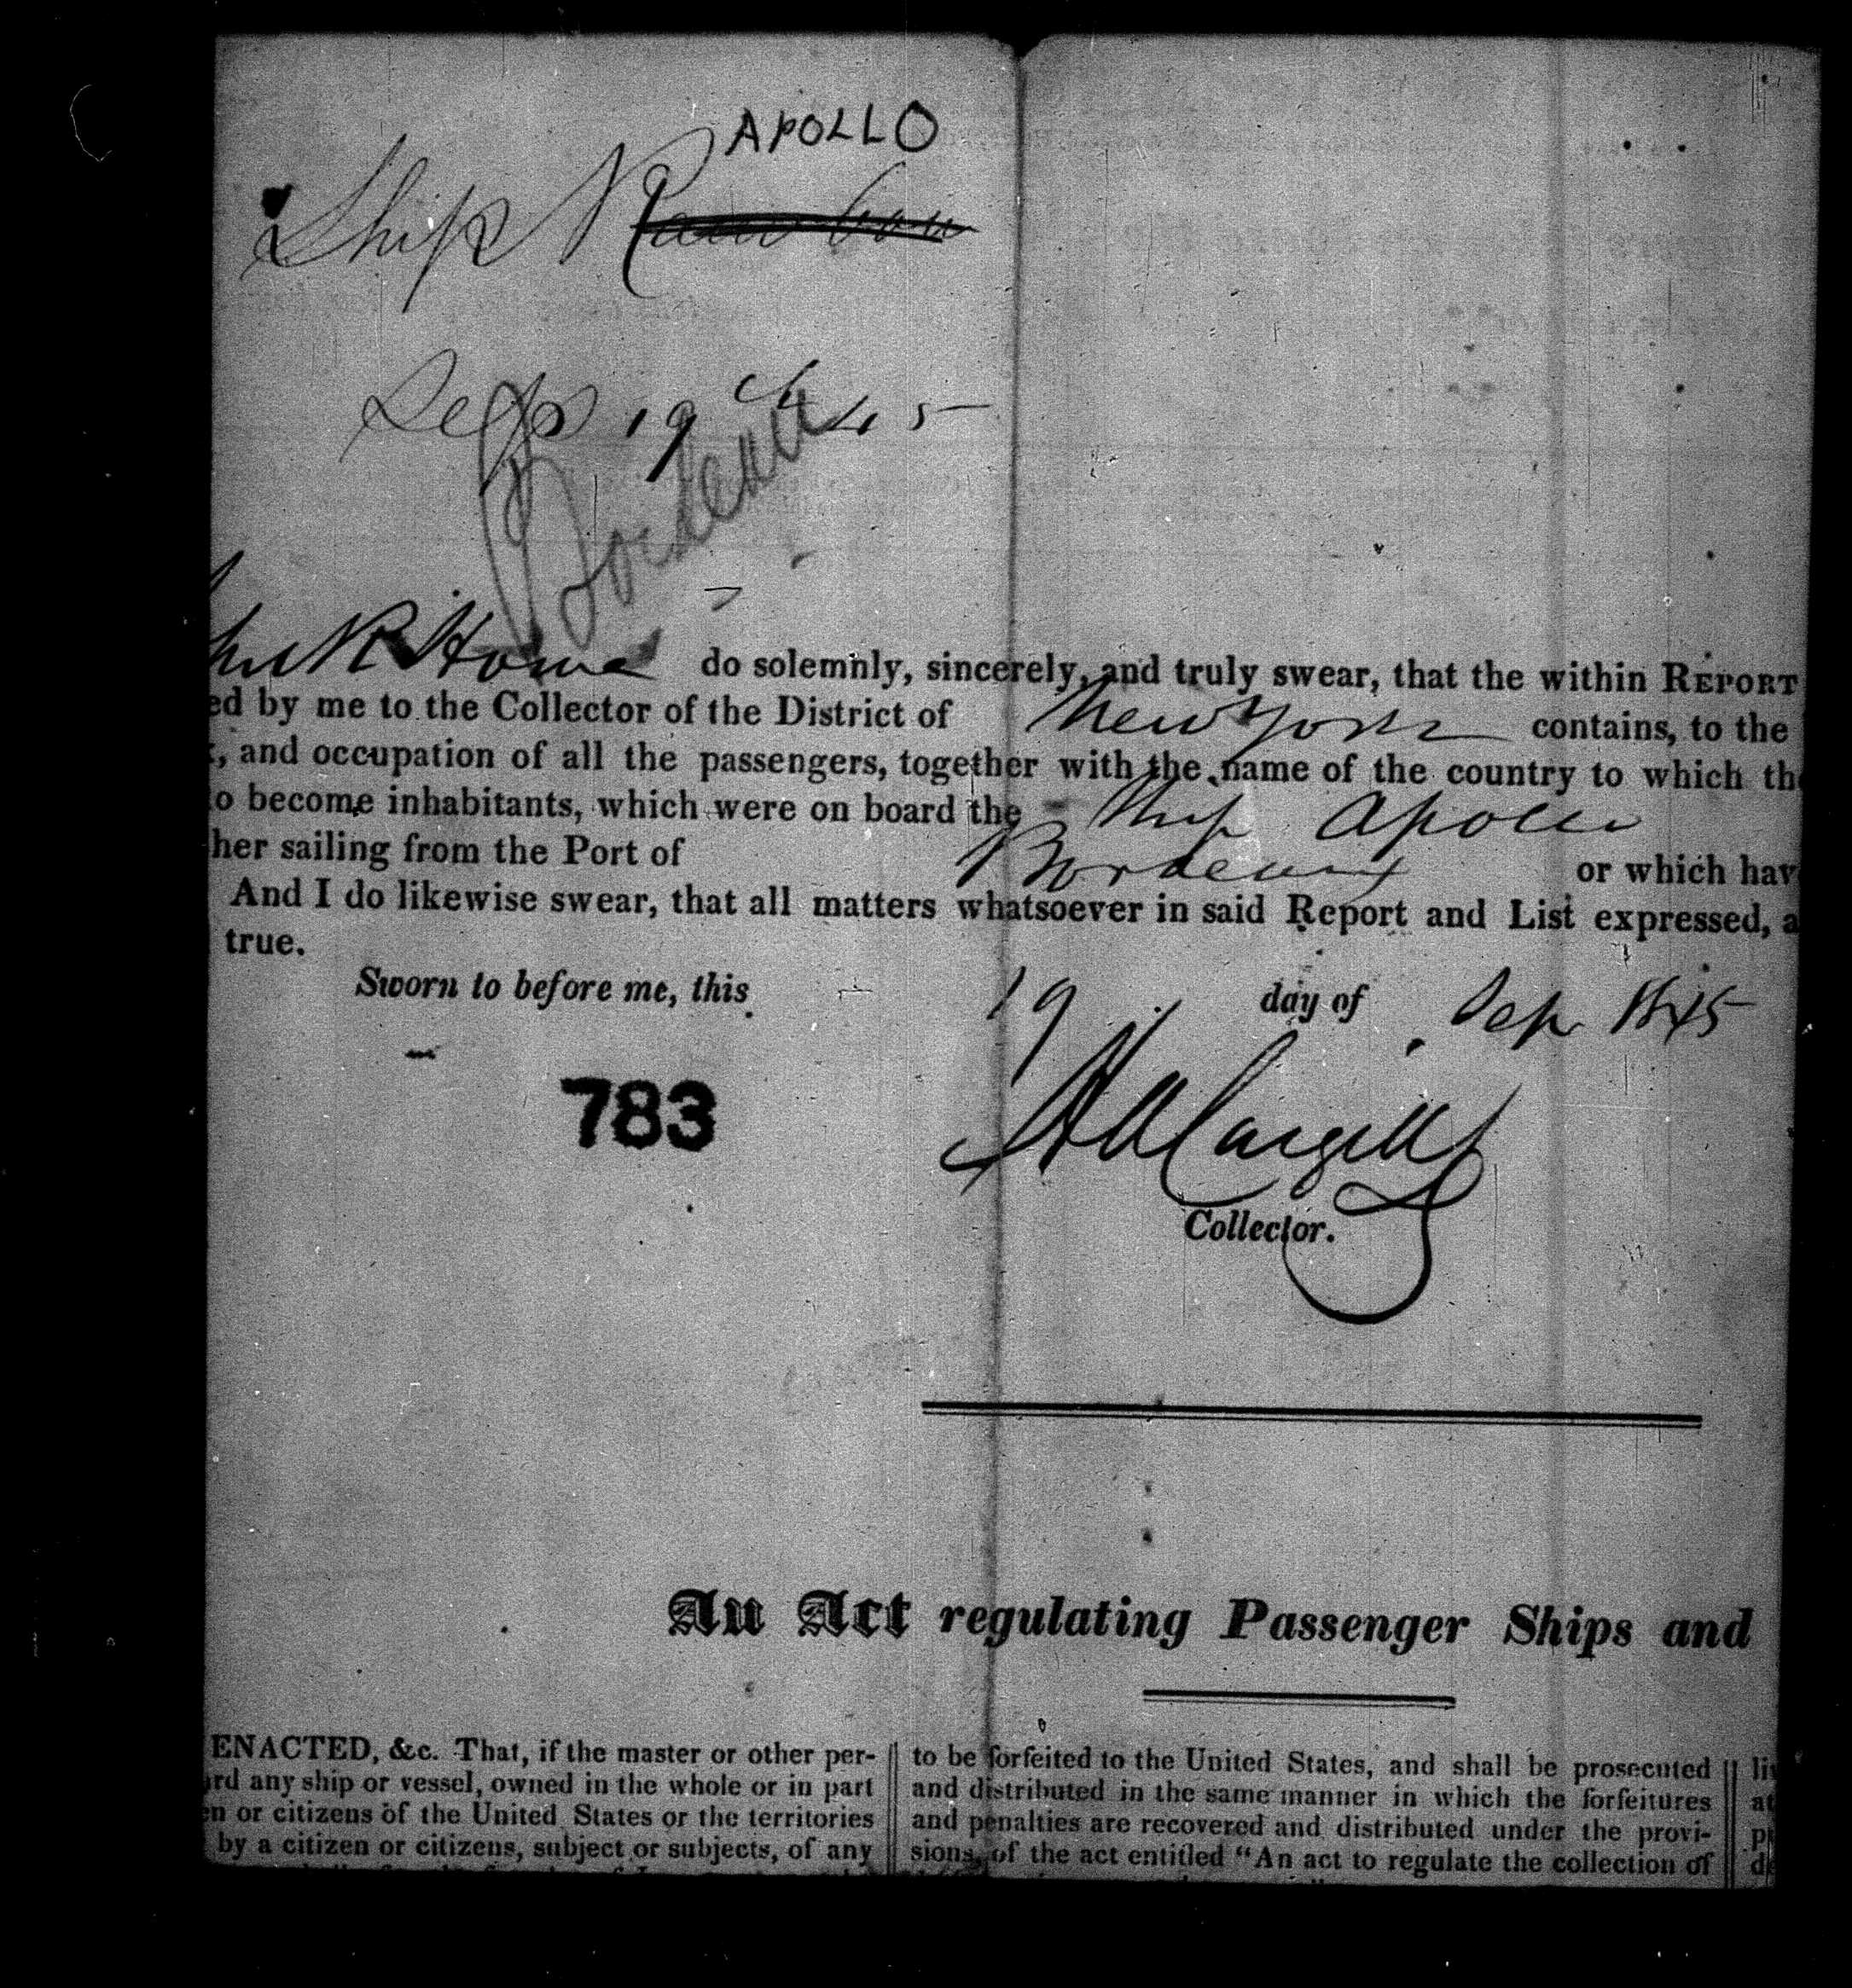 APOLLO
Ship
Sep 19th 45
Bordeaux
R Howe do solemnly, sincerely, and truly swear, that the within REPORT
ed by me to the Collector of the District of New York contains, to the
, and occupation of all the passengers, together with the name of the country to which th
o become inhabitants, which were on board the Ship Apollo
her sailing from the Port of Bordeaux or which hav
And I do likewise swear, that all matters whatsoever in said Report and List expressed, a
true.
Sworn to before me, this 19 day of Sep 1845
783
Cargill
Collector.
An Act regulating Passenger Ships and
ENACTED, &c. That, if the master or other per-
rd any ship or vessel, owned in the whole or in part
en or citizens of the United States or the territories
by a citizen or citizens, subject or subjects, of any
to be forfeited to the United States, and shall be prosecuted
and distributed in the same manner in which the forfeitures
and penalties are recovered and distributed under the provi-
sions of the act entitled "An act to regulate the collection of
li
at
p
d